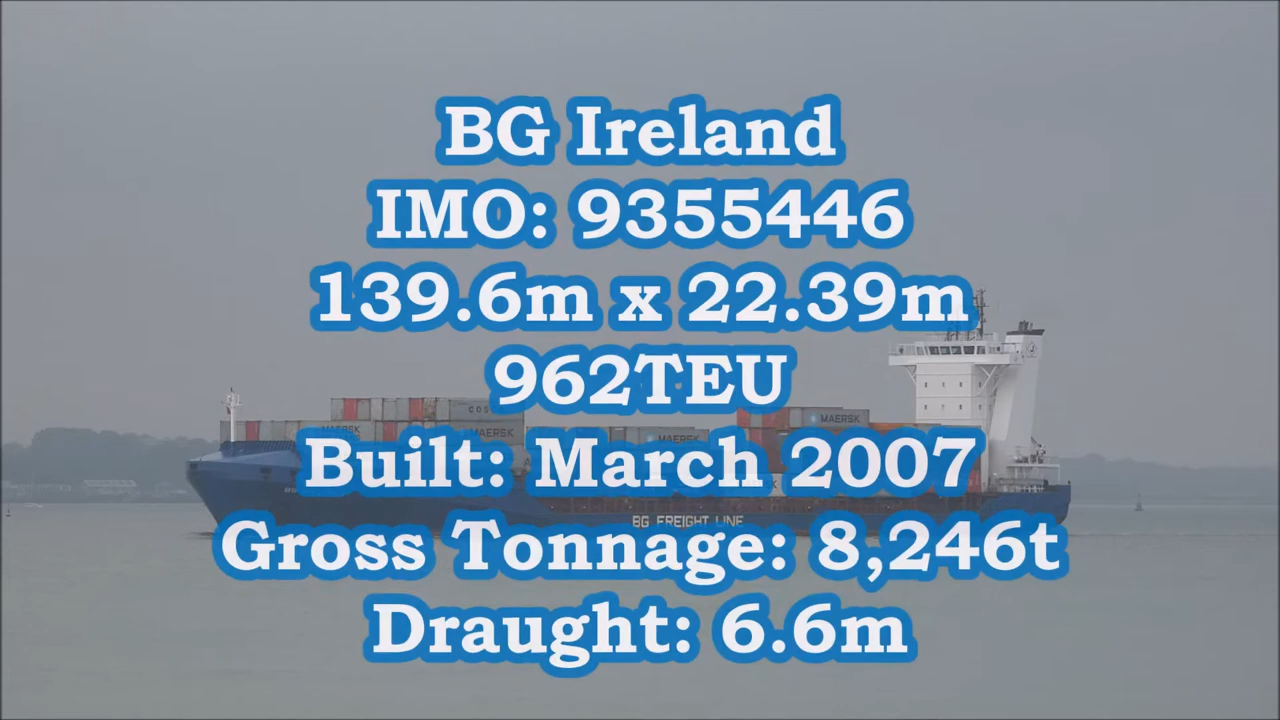 BG Ireland
IMO: 9355446
139.6m x 22.39m
962TEU
Built: March 2007
Gross Tonnage: 8,246t
Draught: 6.6m
MAERSK
MAERSK
MAERSK
BG FREIGHT LINE